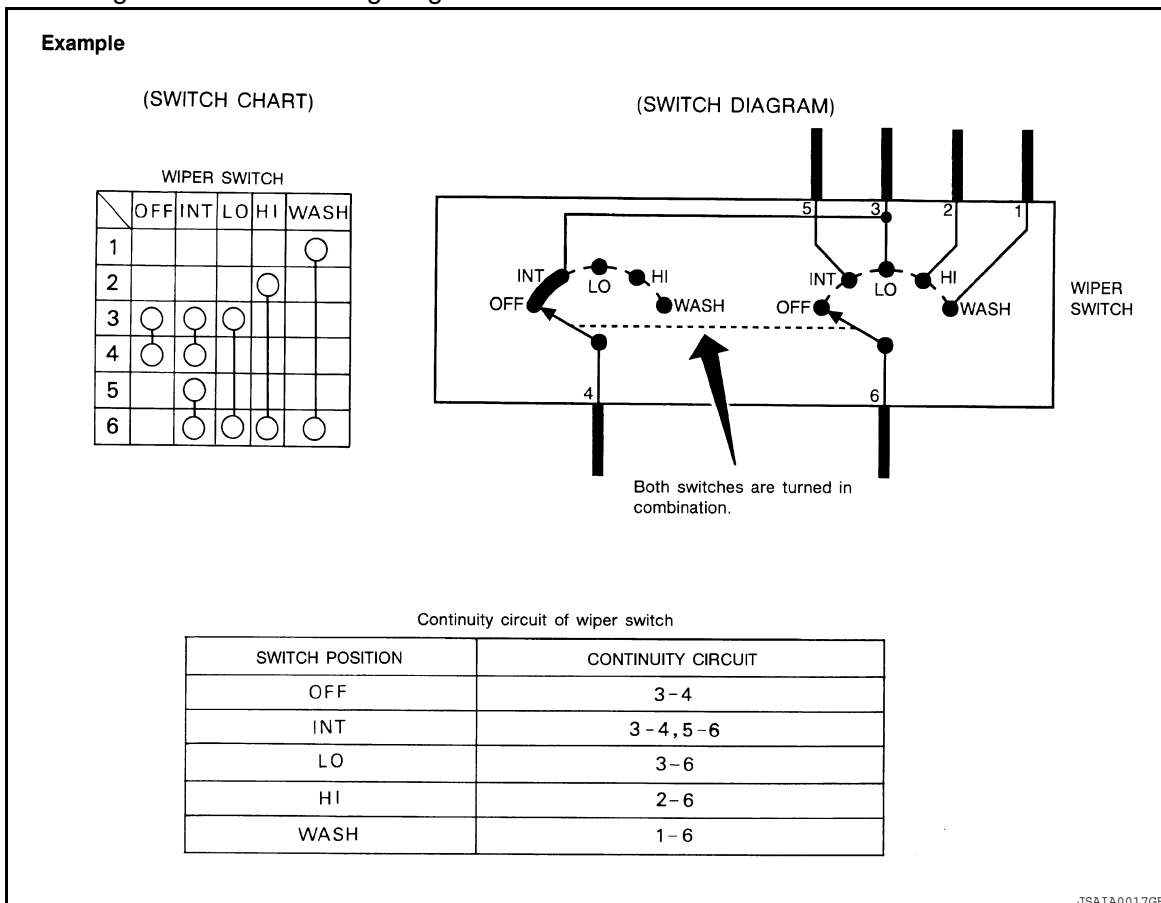 Example
(SWITCH CHART)
WIPER SWITCH
OFF INT LO HI WASH
1
2
3
4
5
6
(SWITCH DIAGRAM)
5 3 2 1
INT LO HI
OFF WASH
INT LO HI
OFF WASH
WIPER
SWITCH
4 6
Both switches are turned in
combination.
Continuity circuit of wiper switch
SWITCH POSITION CONTINUITY CIRCUIT
OFF 3-4
INT 3-4,5-6
LO 3-6
HI 2-6
WASH 1-6